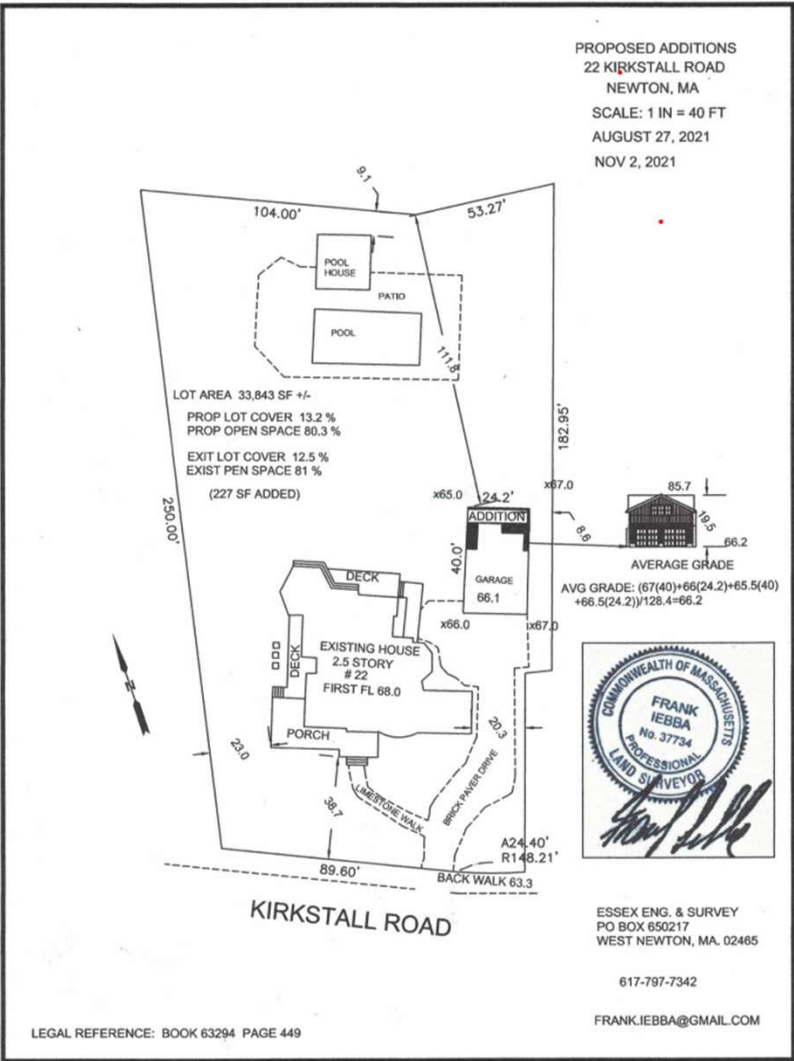 PROPOSED ADDITIONS
22 KIRKSTALL ROAD
NEWTON, MA
SCALE: 1 IN = 40 FT
AUGUST 27, 2021
NOV 2, 2021
9.1
104.00'
53.27'
POOL
HOUSE
PATIO
POOL
111.8
LOT AREA 33,843 SF +/-
PROP LOT COVER 13.2 %
PROP OPEN SPACE 80.3 %
EXIT LOT COVER 12.5 %
EXIST PEN SPACE 81 %
(227 SF ADDED)
182.95'
250.00'
x65.0
24.2'
x67.0
ADDITION
8.6
85.7
19.5
66.2
AVERAGE GRADE
40.0'
GARAGE
66.1
AVG GRADE: (67(40)+66(24.2)+65.5(40)
+66.5(24.2))/128.4=66.2
x66.0
x67.0
DECK
EXISTING HOUSE
2.5 STORY
# 22
FIRST FL 68.0
DECK
PORCH
N
23.0
38.7
20.3
LIMESTONE WALK
BRICK PAVER DRIVE
A24.40'
R148.21'
89.60'
BACK WALK 63.3
KIRKSTALL ROAD
COMMONWEALTH OF MASSACHUSETTS
FRANK
IEBBA
No. 37734
PROFESSIONAL
LAND SURVEYOR
ESSEX ENG. & SURVEY
PO BOX 650217
WEST NEWTON, MA. 02465
617-797-7342
FRANK.IEBBA@GMAIL.COM
LEGAL REFERENCE: BOOK 63294 PAGE 449